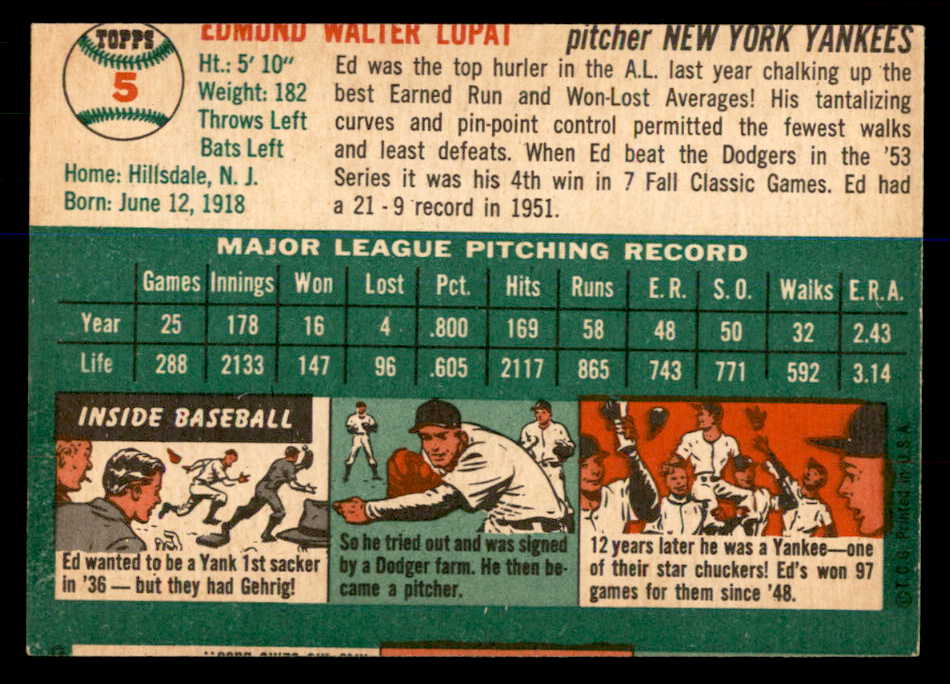 EDMUND WALTER LOPAT pitcher NEW YORK YANKEES
TOPPS
5
Ht.: 5' 10"
Weight: 182
Throws Left
Bats Left
Home: Hillsdale, N. J.
Born: June 12, 1918
Ed was the top hurler in the A.L. last year chalking up the
best Earned Run and Won-Lost Averages! His tantalizing
curves and pin-point control permitted the fewest walks
and least defeats. When Ed beat the Dodgers in the '53
Series it was his 4th win in 7 Fall Classic Games. Ed had
a 21 - 9 record in 1951.
MAJOR LEAGUE PITCHING RECORD
Games Innings Won Lost Pct. Hits Runs E. R. S. O. Walks E. R. A.
Year 25 178 16 4 .800 169 58 48 50 32 2.43
Life 288 2133 147 96 .605 2117 865 743 771 592 3.14
INSIDE BASEBALL
Ed wanted to be a Yank 1st sacker
in '36 — but they had Gehrig!
So he tried out and was signed
by a Dodger farm. He then be-
came a pitcher.
12 years later he was a Yankee—one
of their star chuckers! Ed's won 97
games for them since '48.
© T. C. G. Printed in U.S.A.